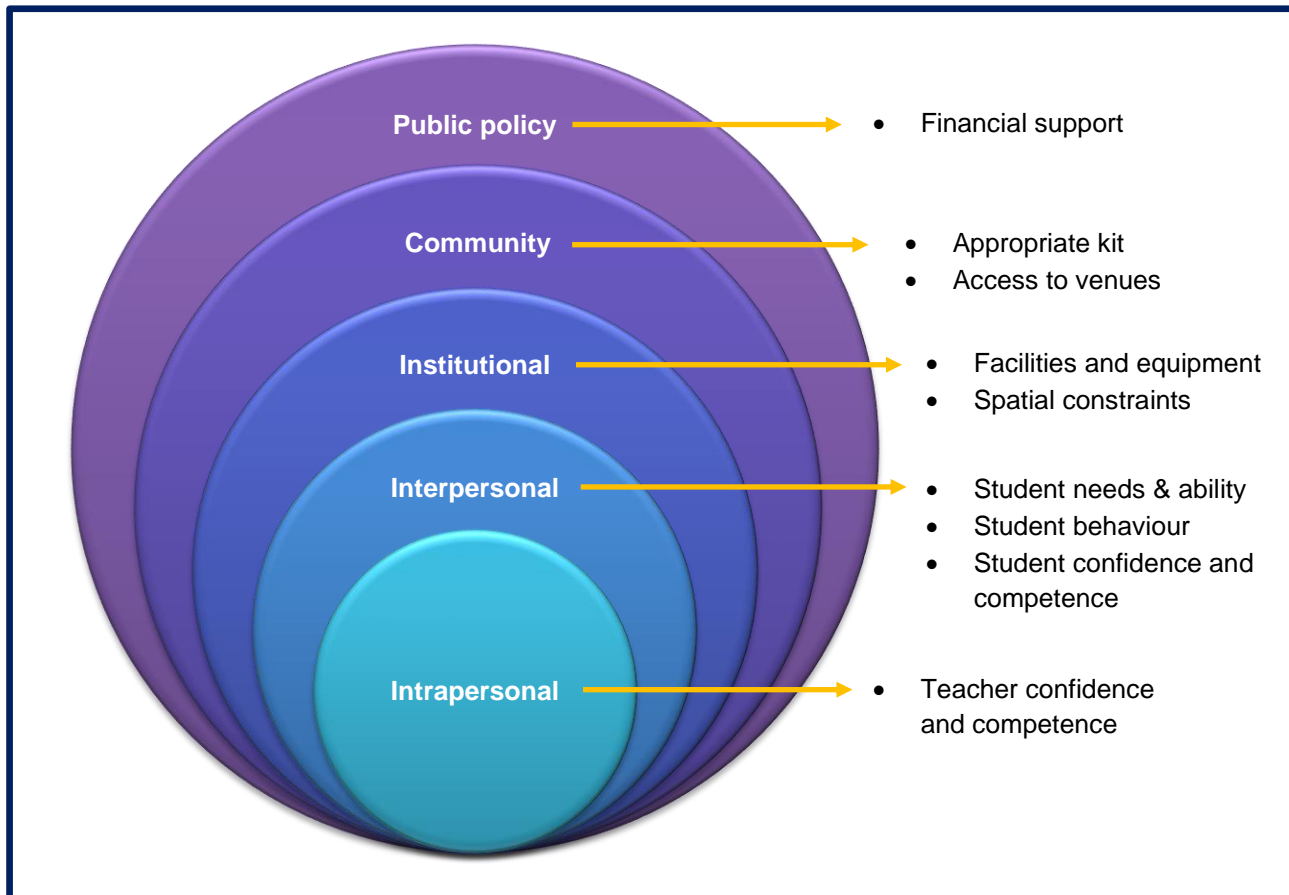 Public policy
• Financial support
Community
• Appropriate kit
• Access to venues
Institutional
• Facilities and equipment
• Spatial constraints
Interpersonal
• Student needs & ability
• Student behaviour
• Student confidence and
competence
Intrapersonal
• Teacher confidence
and competence